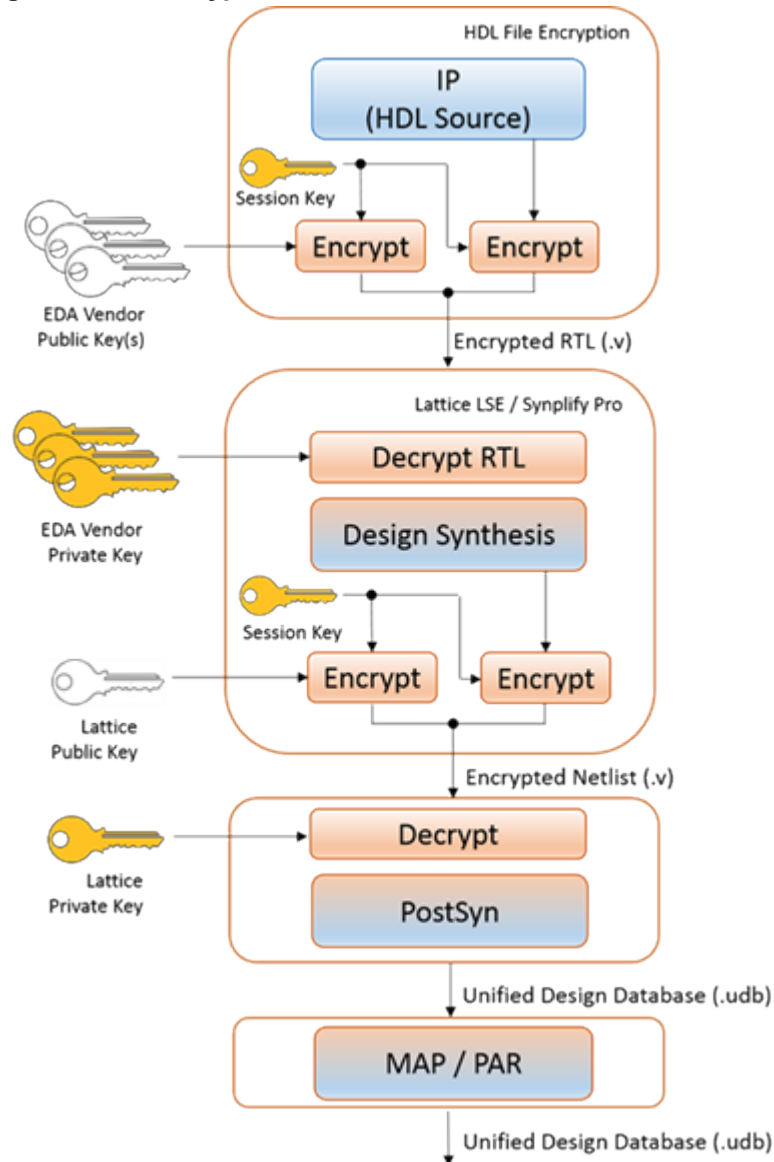 HDL File Encryption
IP
(HDL Source)
Session Key
Encrypt
Encrypt
EDA Vendor
Public Key(s)
Encrypted RTL (.v)
Lattice LSE / Synplify Pro
Decrypt RTL
EDA Vendor
Private Key
Design Synthesis
Session Key
Encrypt
Encrypt
Lattice
Public Key
Encrypted Netlist (.v)
Decrypt
Lattice
Private Key
PostSyn
Unified Design Database (.udb)
MAP / PAR
Unified Design Database (.udb)